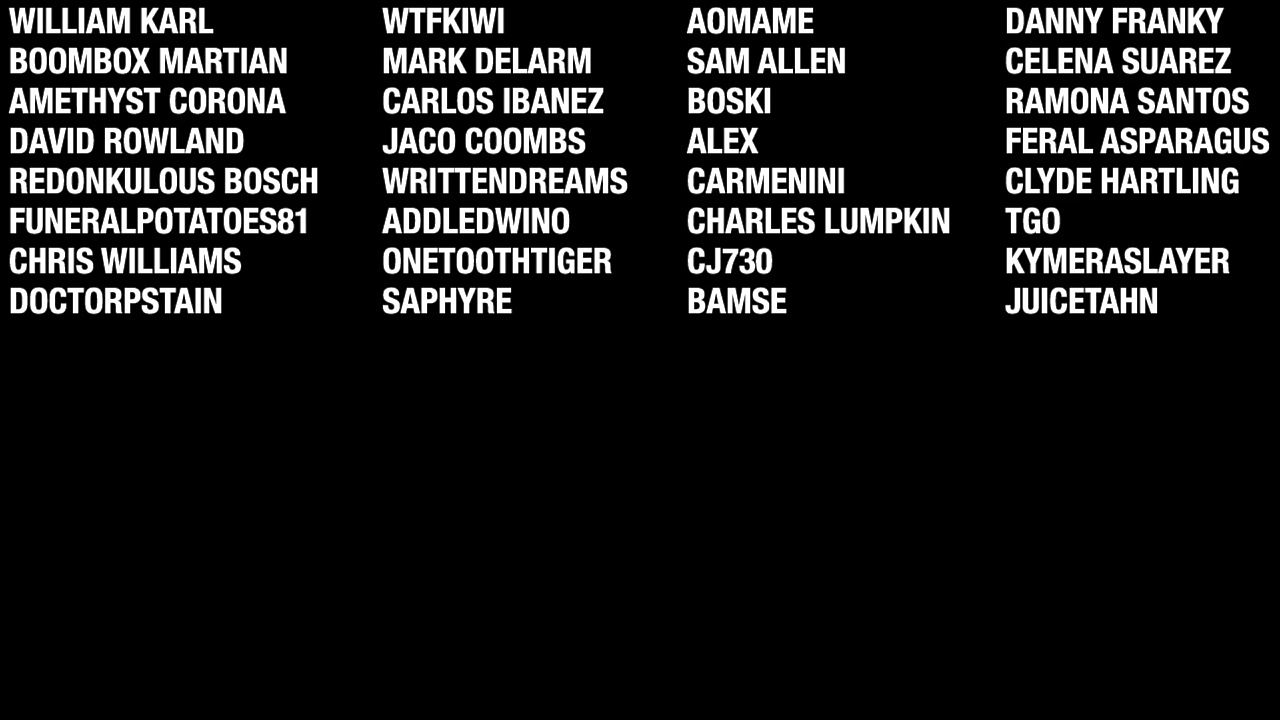 WILLIAM KARL
BOOMBOX MARTIAN
AMETHYST CORONA
DAVID ROWLAND
REDONKULOUS BOSCH
FUNERALPOTATOES81
CHRIS WILLIAMS
DOCTORPSTAIN
WTFKIWI
MARK DELARM
CARLOS IBANEZ
JACO COOMBS
WRITTENDREAMS
ADDLEDWINO
ONETOOTHTIGER
SAPHYRE
AOMAME
SAM ALLEN
BOSKI
ALEX
CARMENINI
CHARLES LUMPKIN
CJ730
BAMSE
DANNY FRANKY
CELENA SUAREZ
RAMONA SANTOS
FERAL ASPARAGUS
CLYDE HARTLING
TGO
KYMERASLAYER
JUICETAHN